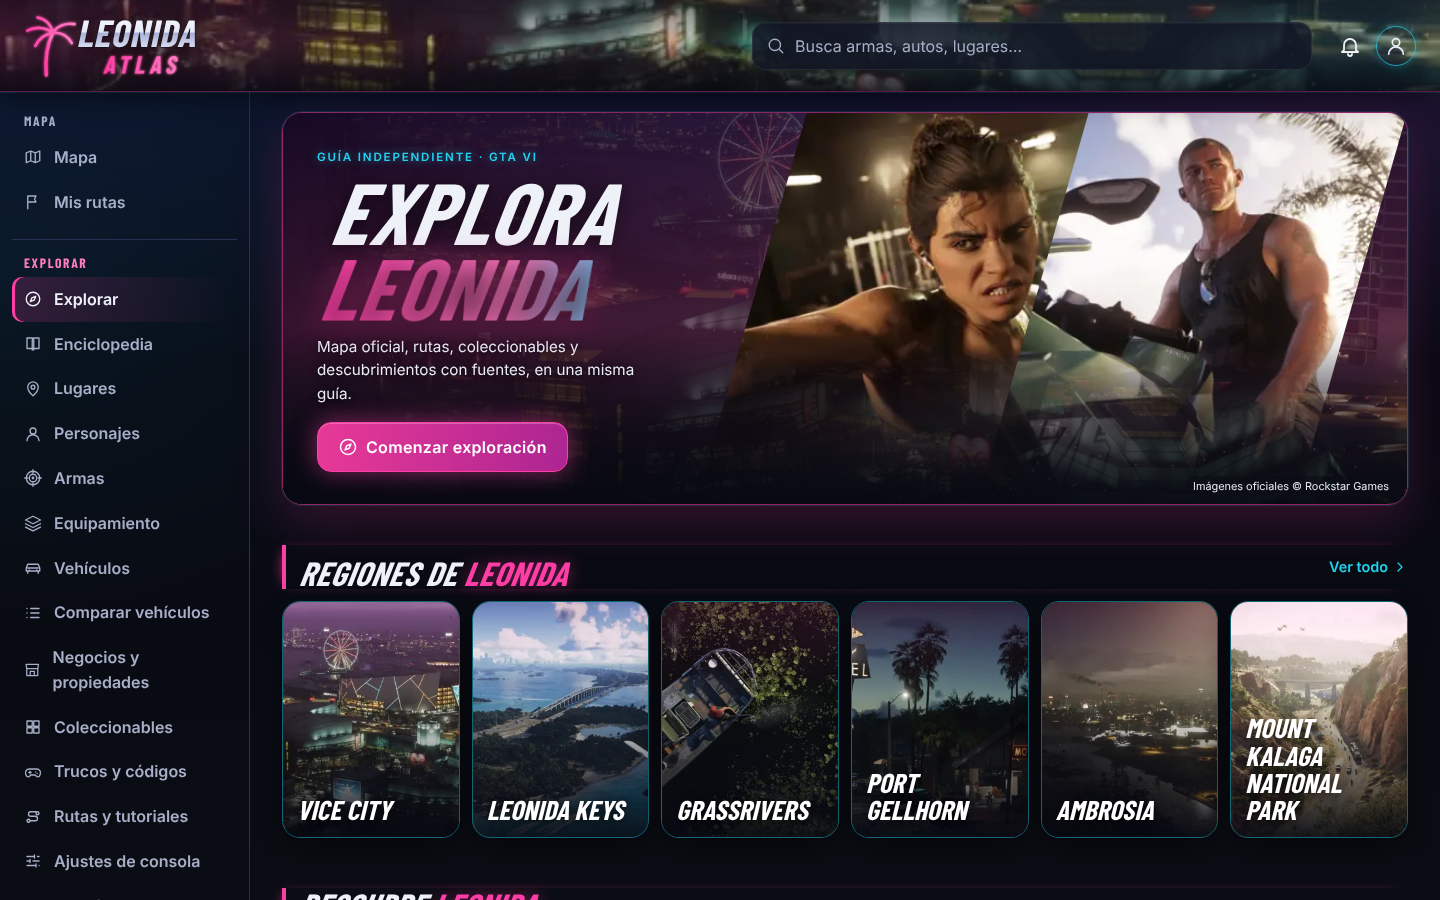 LEONIDA
ATLAS
Busca armas, autos, lugares...
MAPA
Mapa
Mis rutas
EXPLORAR
Explorar
Enciclopedia
Lugares
Personajes
Armas
Equipamiento
Vehículos
Comparar vehículos
Negocios y
propiedades
Coleccionables
Trucos y códigos
Rutas y tutoriales
Ajustes de consola
GUÍA INDEPENDIENTE · GTA VI
EXPLORA
LEONIDA
Mapa oficial, rutas, coleccionables y
descubrimientos con fuentes, en una misma
guía.
Comenzar exploración
Imágenes oficiales © Rockstar Games
REGIONES DE LEONIDA
Ver todo
VICE CITY
LEONIDA KEYS
GRASSRIVERS
PORT
GELLHORN
AMBROSIA
MOUNT
KALAGA
NATIONAL
PARK
DESCUBRE LEONIDA